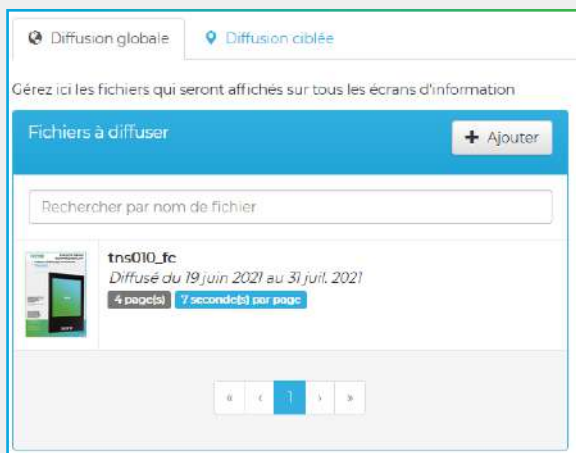 Diffusion globale
Diffusion ciblée
Gérez ici les fichiers qui seront affichés sur tous les écrans d'information
Fichiers à diffuser
+ Ajouter
Rechercher par nom de fichier
tns010_fc
Diffusé du 19 juin 2021 au 31 juil. 2021
4 page(s) 7 seconde(s) par page
« ‹ 1 › »